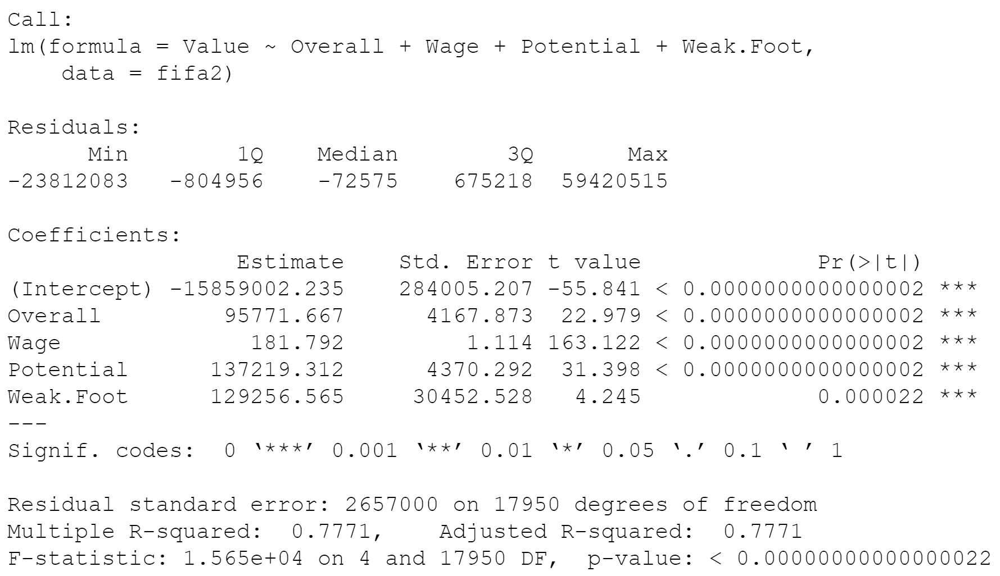 Call:
lm(formula = Value ~ Overall + Wage + Potential + Weak.Foot,
    data = fifa2)

Residuals:
      Min        1Q    Median        3Q       Max
-23812083   -804956    -72575    675218  59420515

Coefficients:
                 Estimate    Std. Error t value             Pr(>|t|)
(Intercept) -15859002.235    284005.207 -55.841 < 0.0000000000000002 ***
Overall         95771.667      4167.873  22.979 < 0.0000000000000002 ***
Wage              181.792         1.114 163.122 < 0.0000000000000002 ***
Potential      137219.312      4370.292  31.398 < 0.0000000000000002 ***
Weak.Foot      129256.565     30452.528   4.245             0.000022 ***
---
Signif. codes:  0 ‘***’ 0.001 ‘**’ 0.01 ‘*’ 0.05 ‘.’ 0.1 ‘ ’ 1

Residual standard error: 2657000 on 17950 degrees of freedom
Multiple R-squared:  0.7771,    Adjusted R-squared:  0.7771
F-statistic: 1.565e+04 on 4 and 17950 DF,  p-value: < 0.00000000000000022